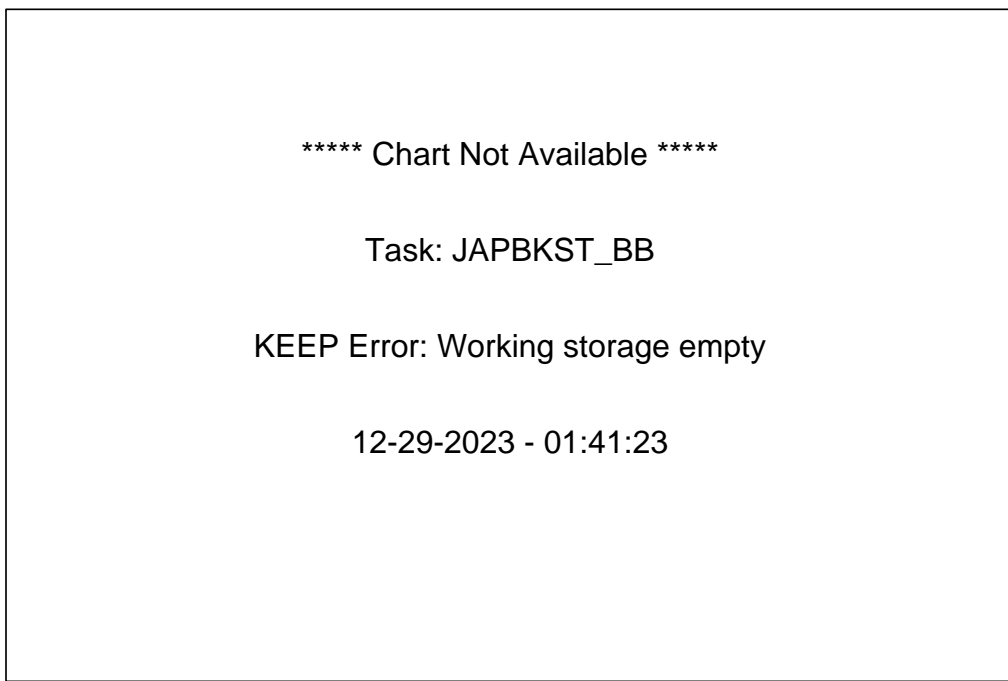 ***** Chart Not Available *****
Task: JAPBKST_BB
KEEP Error: Working storage empty
12-29-2023 - 01:41:23